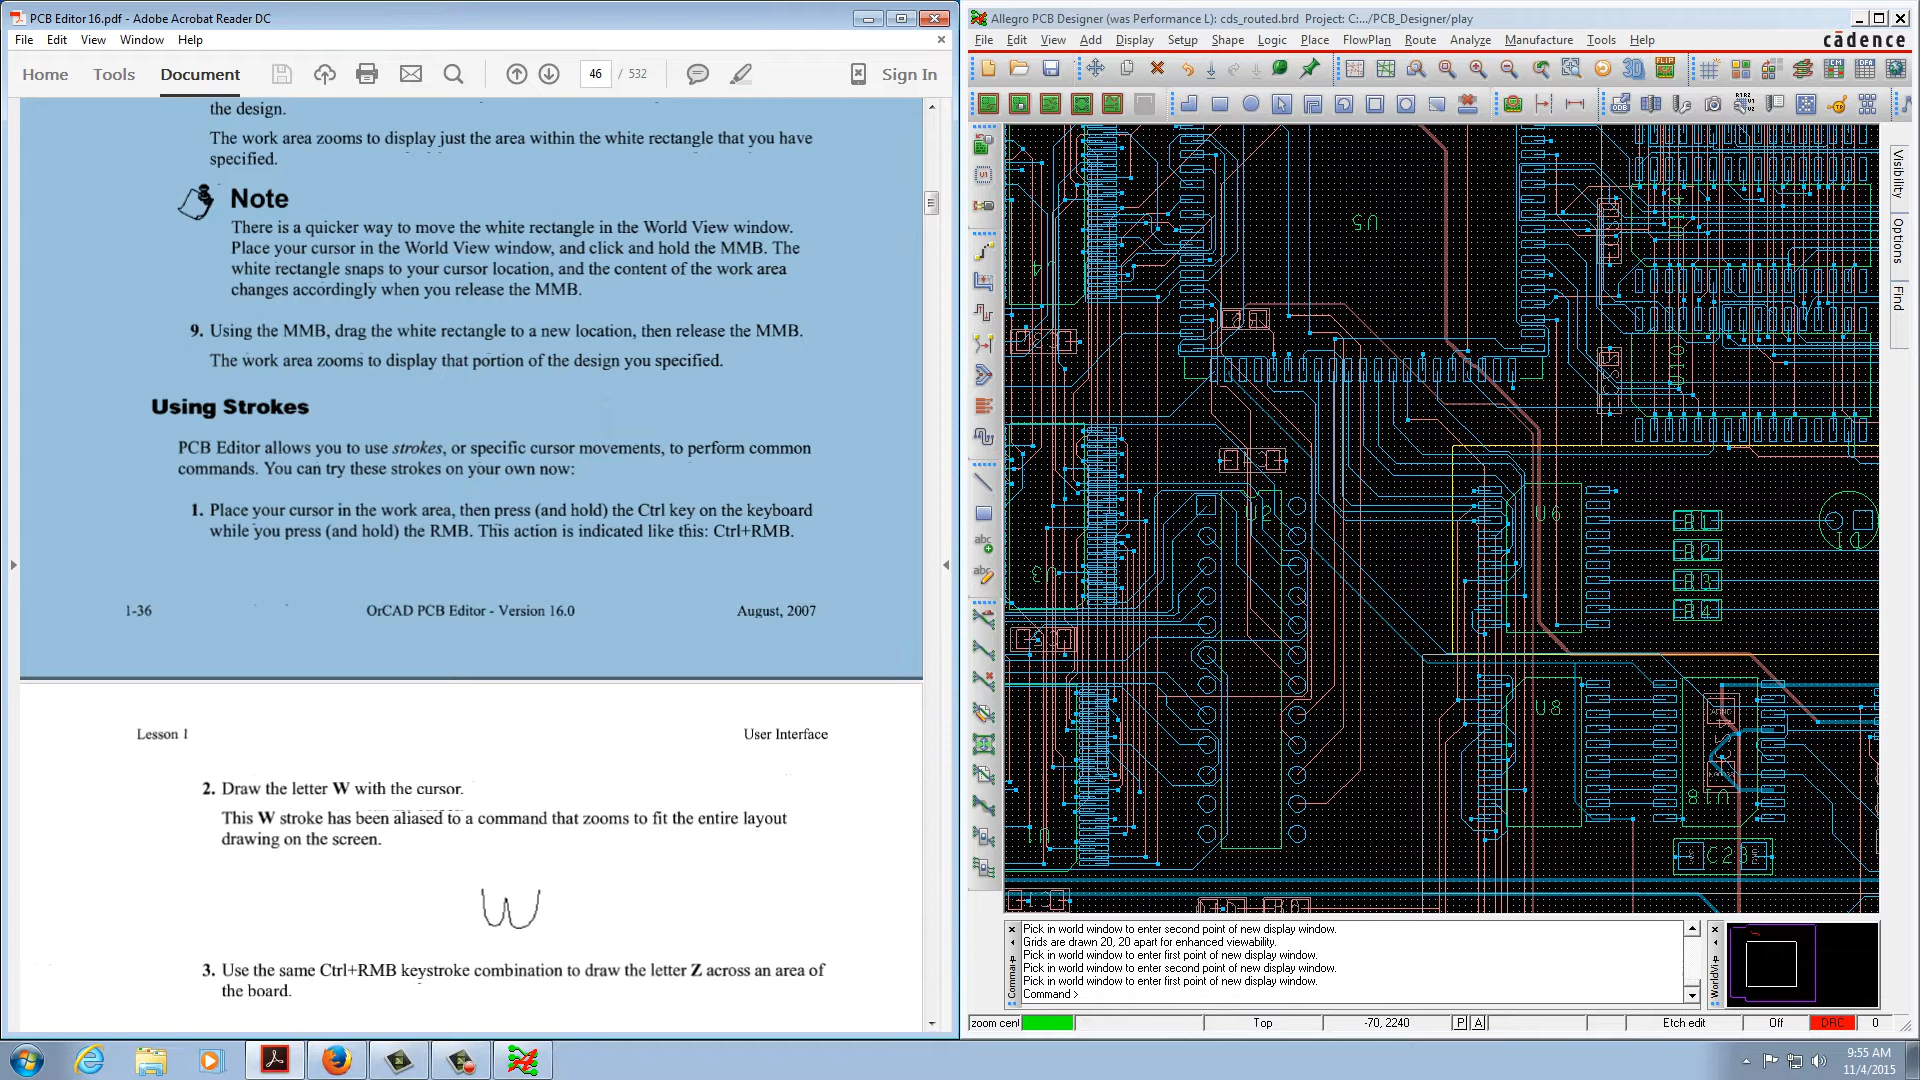 PCB Editor 16.pdf - Adobe Acrobat Reader DC
File Edit View Window Help
Home Tools Document 46 / 532 Sign In
the design.
The work area zooms to display just the area within the white rectangle that you have
specified.
Note
There is a quicker way to move the white rectangle in the World View window.
Place your cursor in the World View window, and click and hold the MMB. The
white rectangle snaps to your cursor location, and the content of the work area
changes accordingly when you release the MMB.
9. Using the MMB, drag the white rectangle to a new location, then release the MMB.
The work area zooms to display that portion of the design you specified.
Using Strokes
PCB Editor allows you to use strokes, or specific cursor movements, to perform common
commands. You can try these strokes on your own now:
1. Place your cursor in the work area, then press (and hold) the Ctrl key on the keyboard
while you press (and hold) the RMB. This action is indicated like this: Ctrl+RMB.
1-36 OrCAD PCB Editor - Version 16.0 August, 2007
Lesson 1 User Interface
2. Draw the letter W with the cursor.
This W stroke has been aliased to a command that zooms to fit the entire layout
drawing on the screen.
W
3. Use the same Ctrl+RMB keystroke combination to draw the letter Z across an area of
the board.
Allegro PCB Designer (was Performance L): cds_routed.brd Project: C:.../PCB_Designer/play
File Edit View Add Display Setup Shape Logic Place FlowPlan Route Analyze Manufacture Tools Help
cādence
Visibility
Options
Find
U5
U2
U6
U3
R1
R2
R3
R4
U8
C23
Pick in world window to enter second point of new display window.
Grids are drawn 20, 20 apart for enhanced viewability.
Pick in world window to enter first point of new display window.
Pick in world window to enter second point of new display window.
Pick in world window to enter first point of new display window.
Command >
zoom cent Top -70, 2240 P A Etch edit Off DRC 0
9:55 AM
11/4/2015